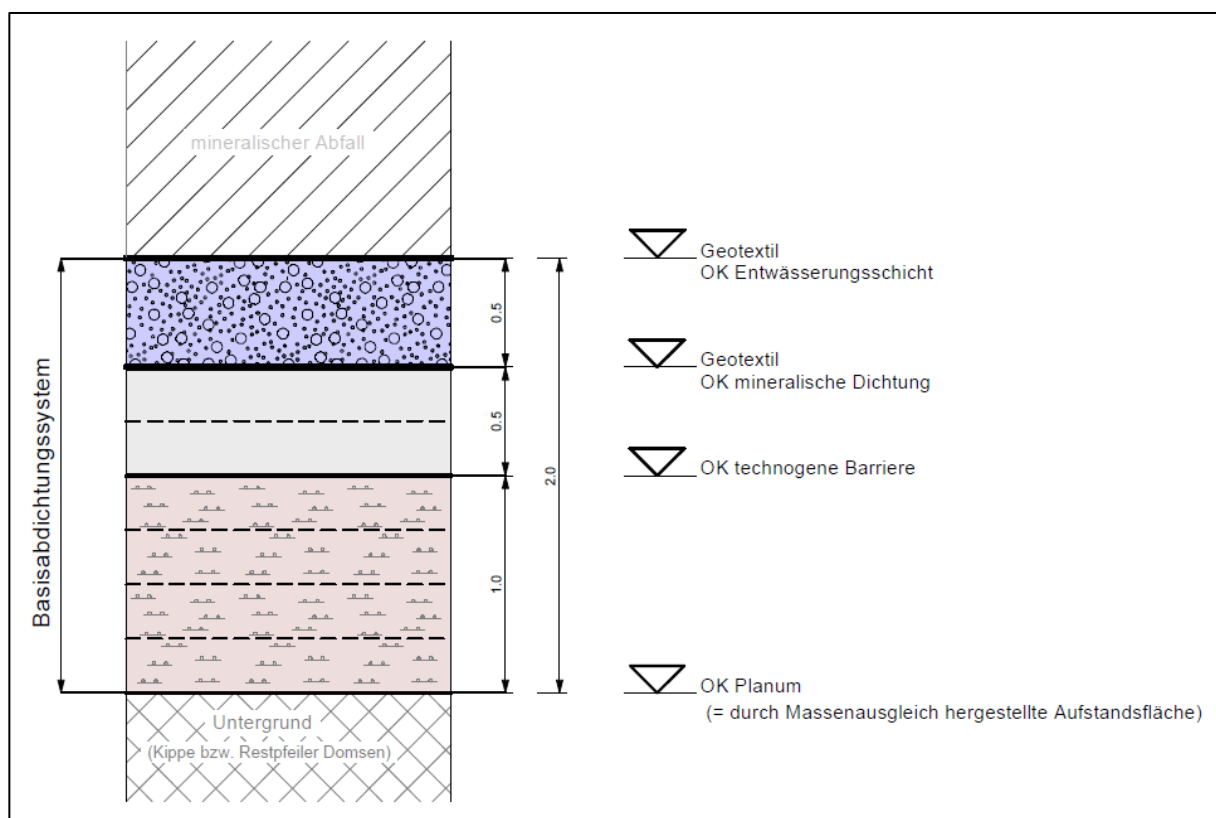 mineralischer Abfall
Geotextil
OK Entwässerungsschicht
0.5
Geotextil
OK mineralische Dichtung
Basisabdichtungssystem
0.5
2.0
OK technogene Barriere
1.0
OK Planum
(= durch Massenausgleich hergestellte Aufstandsfläche)
Untergrund
(Kippe bzw. Restpfeiler Domsen)